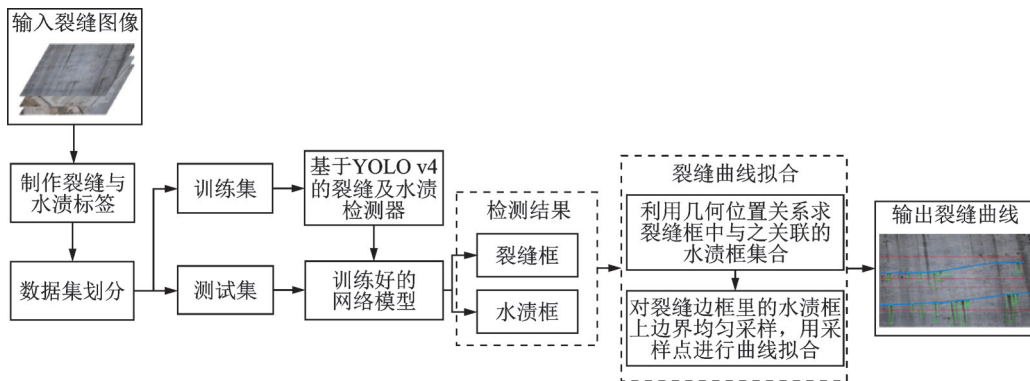 输入裂缝图像
制作裂缝与
水渍标签
数据集划分
训练集
测试集
基于YOLO v4
的裂缝及水渍
检测器
训练好的
网络模型
检测结果
裂缝框
水渍框
裂缝曲线拟合
利用几何位置关系求
裂缝框中与之关联的
水渍框集合
对裂缝边框里的水渍框
上边界均匀采样，用采
样点进行曲线拟合
输出裂缝曲线